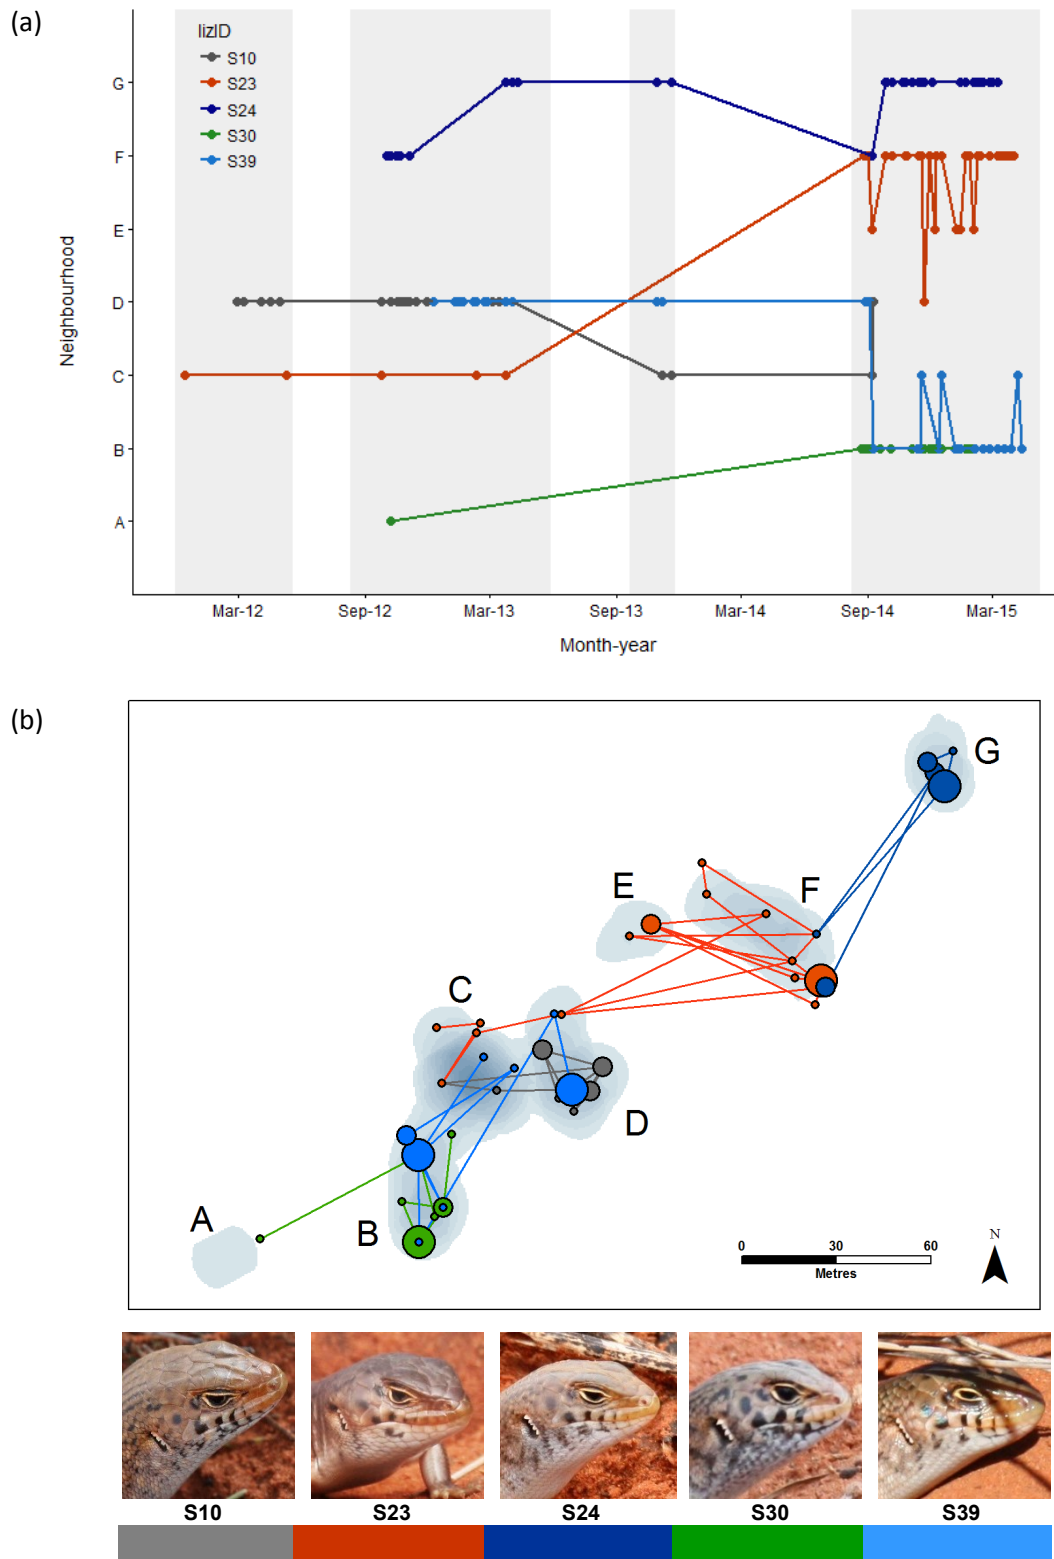 (a)
lizID
S10
S23
S24
S30
S39
G
F
E
D
C
B
A
Neighbourhood
Mar-12 Sep-12 Mar-13 Sep-13 Mar-14 Sep-14 Mar-15
Month-year
(b)
G
E F
C
D
A B
N
0 30 60
Metres
S10 S23 S24 S30 S39